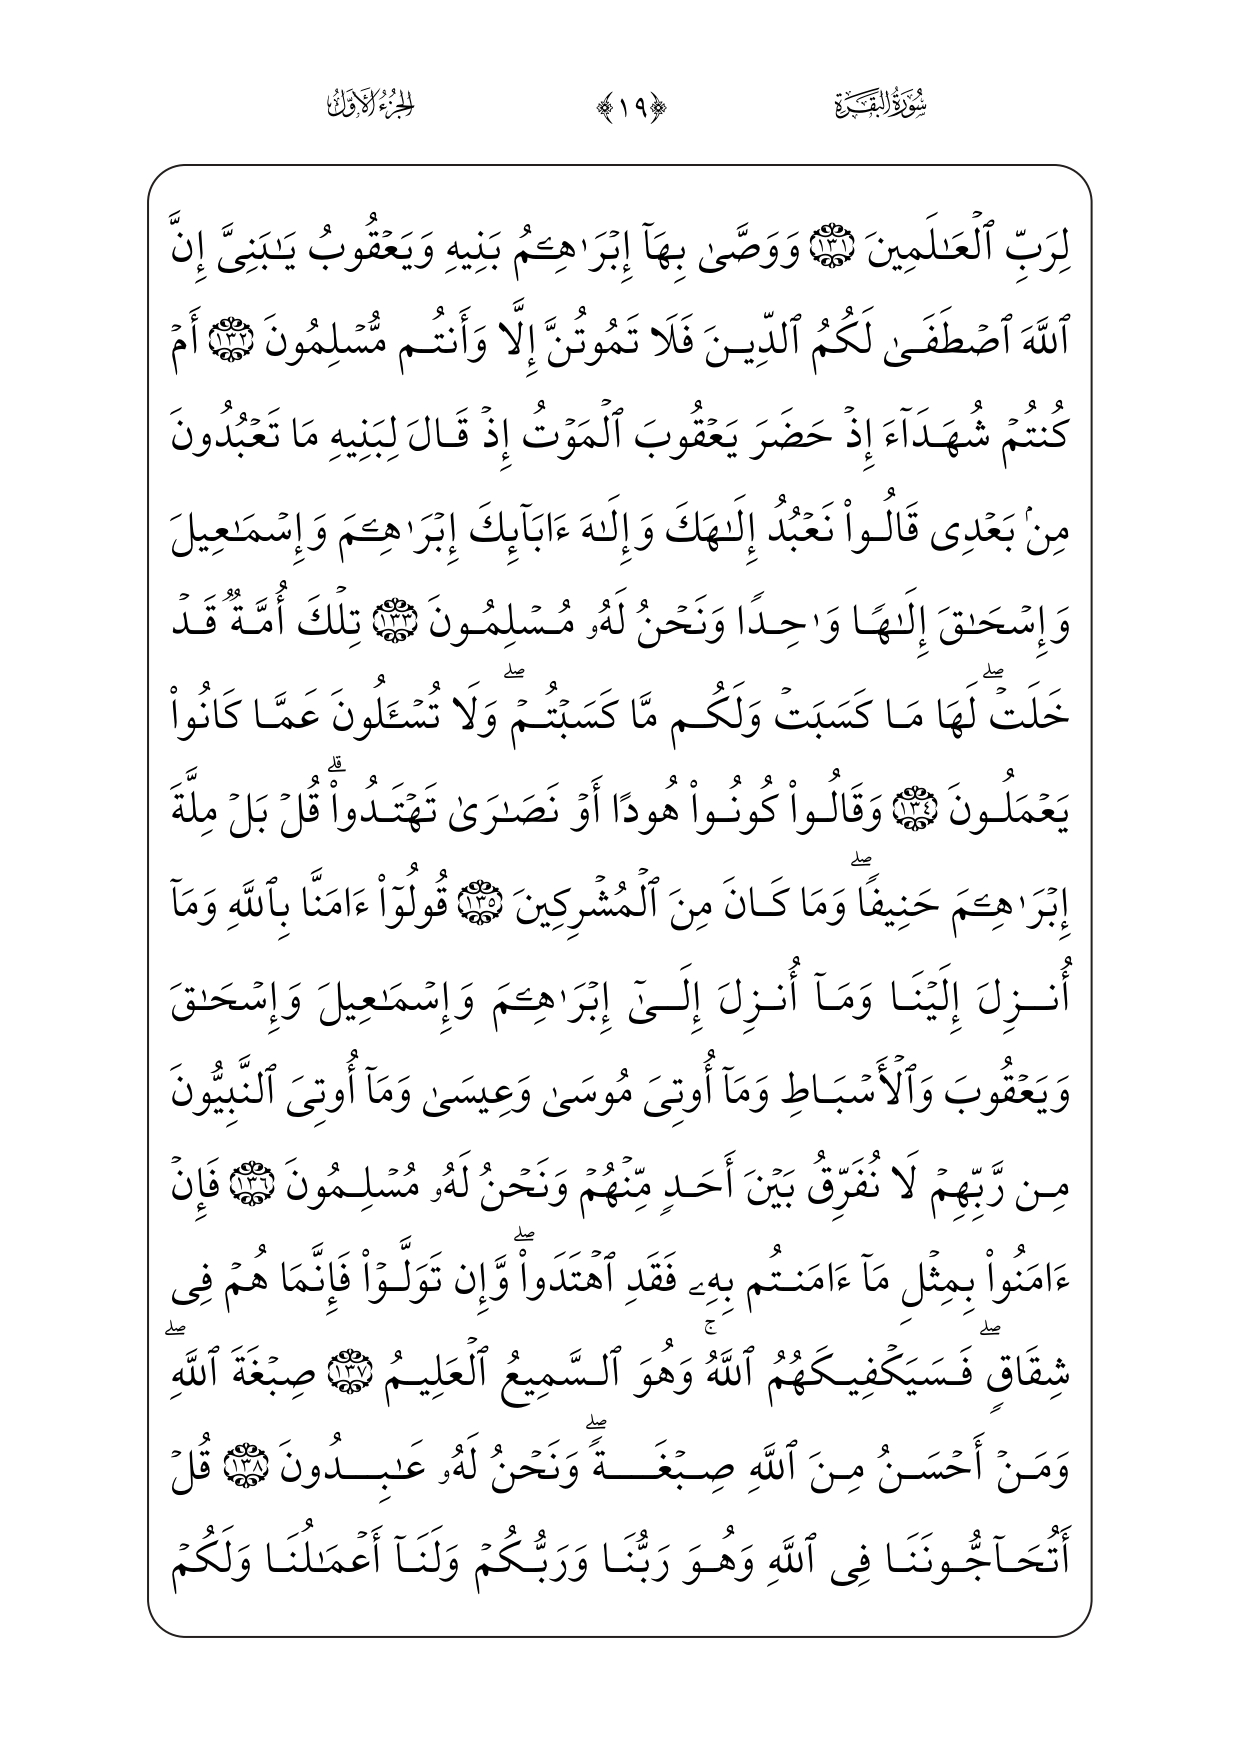 سُورَةُ البَقَرَةِ ﴿١٩﴾ الجُزْءُ الأَوَّلُ
لِرَبِّ ٱلۡعَٰلَمِينَ ١٣١ وَوَصَّىٰ بِهَآ إِبۡرَٰهِـۧمُ بَنِيهِ وَيَعۡقُوبُ يَٰبَنِيَّ إِنَّ
ٱللَّهَ ٱصۡطَفَىٰ لَكُمُ ٱلدِّينَ فَلَا تَمُوتُنَّ إِلَّا وَأَنتُم مُّسۡلِمُونَ ١٣٢ أَمۡ
كُنتُمۡ شُهَدَآءَ إِذۡ حَضَرَ يَعۡقُوبَ ٱلۡمَوۡتُ إِذۡ قَالَ لِبَنِيهِ مَا تَعۡبُدُونَ
مِنۢ بَعۡدِي قَالُواْ نَعۡبُدُ إِلَٰهَكَ وَإِلَٰهَ ءَابَآئِكَ إِبۡرَٰهِـۧمَ وَإِسۡمَٰعِيلَ
وَإِسۡحَٰقَ إِلَٰهٗا وَٰحِدٗا وَنَحۡنُ لَهُۥ مُسۡلِمُونَ ١٣٣ تِلۡكَ أُمَّةٞ قَدۡ
خَلَتۡۖ لَهَا مَا كَسَبَتۡ وَلَكُم مَّا كَسَبۡتُمۡۖ وَلَا تُسۡـَٔلُونَ عَمَّا كَانُواْ
يَعۡمَلُونَ ١٣٤ وَقَالُواْ كُونُواْ هُودًا أَوۡ نَصَٰرَىٰ تَهۡتَدُواْۗ قُلۡ بَلۡ مِلَّةَ
إِبۡرَٰهِـۧمَ حَنِيفٗاۖ وَمَا كَانَ مِنَ ٱلۡمُشۡرِكِينَ ١٣٥ قُولُوٓاْ ءَامَنَّا بِٱللَّهِ وَمَآ
أُنزِلَ إِلَيۡنَا وَمَآ أُنزِلَ إِلَىٰٓ إِبۡرَٰهِـۧمَ وَإِسۡمَٰعِيلَ وَإِسۡحَٰقَ
وَيَعۡقُوبَ وَٱلۡأَسۡبَاطِ وَمَآ أُوتِيَ مُوسَىٰ وَعِيسَىٰ وَمَآ أُوتِيَ ٱلنَّبِيُّونَ
مِن رَّبِّهِمۡ لَا نُفَرِّقُ بَيۡنَ أَحَدٖ مِّنۡهُمۡ وَنَحۡنُ لَهُۥ مُسۡلِمُونَ ١٣٦ فَإِنۡ
ءَامَنُواْ بِمِثۡلِ مَآ ءَامَنتُم بِهِۦ فَقَدِ ٱهۡتَدَواْۖ وَّإِن تَوَلَّوۡاْ فَإِنَّمَا هُمۡ فِي
شِقَاقٖۖ فَسَيَكۡفِيكَهُمُ ٱللَّهُۚ وَهُوَ ٱلسَّمِيعُ ٱلۡعَلِيمُ ١٣٧ صِبۡغَةَ ٱللَّهِۖ
وَمَنۡ أَحۡسَنُ مِنَ ٱللَّهِ صِبۡغَةٗۖ وَنَحۡنُ لَهُۥ عَٰبِدُونَ ١٣٨ قُلۡ
أَتُحَآجُّونَنَا فِي ٱللَّهِ وَهُوَ رَبُّنَا وَرَبُّكُمۡ وَلَنَآ أَعۡمَٰلُنَا وَلَكُمۡ